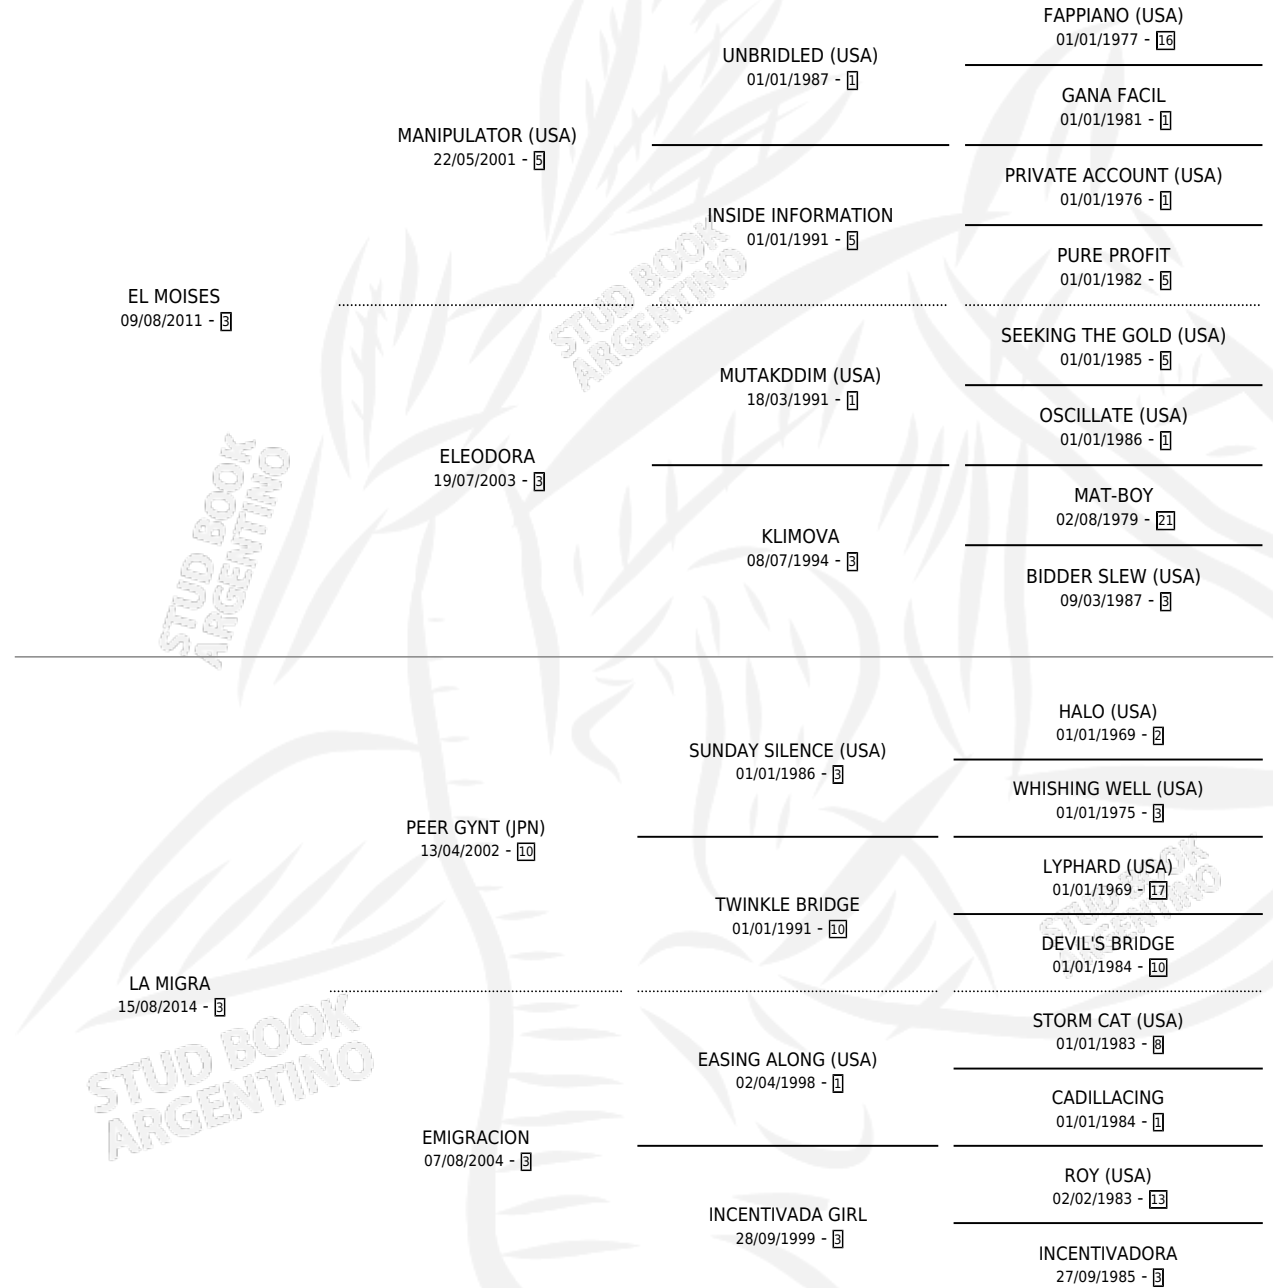 EL MOISES
09/08/2011 - 3
MANIPULATOR (USA)
22/05/2001 - 5
UNBRIDLED (USA)
01/01/1987 - 1
FAPPIANO (USA)
01/01/1977 - 16
GANA FACIL
01/01/1981 - 1
INSIDE INFORMATION
01/01/1991 - 5
PRIVATE ACCOUNT (USA)
01/01/1976 - 1
PURE PROFIT
01/01/1982 - 5
ELEODORA
19/07/2003 - 3
MUTAKDDIM (USA)
18/03/1991 - 1
SEEKING THE GOLD (USA)
01/01/1985 - 5
OSCILLATE (USA)
01/01/1986 - 1
KLIMOVA
08/07/1994 - 3
MAT-BOY
02/08/1979 - 21
BIDDER SLEW (USA)
09/03/1987 - 3
LA MIGRA
15/08/2014 - 3
PEER GYNT (JPN)
13/04/2002 - 10
SUNDAY SILENCE (USA)
01/01/1986 - 3
HALO (USA)
01/01/1969 - 2
WHISHING WELL (USA)
01/01/1975 - 3
TWINKLE BRIDGE
01/01/1991 - 10
LYPHARD (USA)
01/01/1969 - 17
DEVIL'S BRIDGE
01/01/1984 - 10
EMIGRACION
07/08/2004 - 3
EASING ALONG (USA)
02/04/1998 - 1
STORM CAT (USA)
01/01/1983 - 8
CADILLACING
01/01/1984 - 1
INCENTIVADA GIRL
28/09/1999 - 3
ROY (USA)
02/02/1983 - 13
INCENTIVADORA
27/09/1985 - 3
STUD BOOK
ARGENTINO
STUD BOOK
ARGENTINO
STUD BOOK
ARGENTINO
STUD BOOK
ARGENTINO